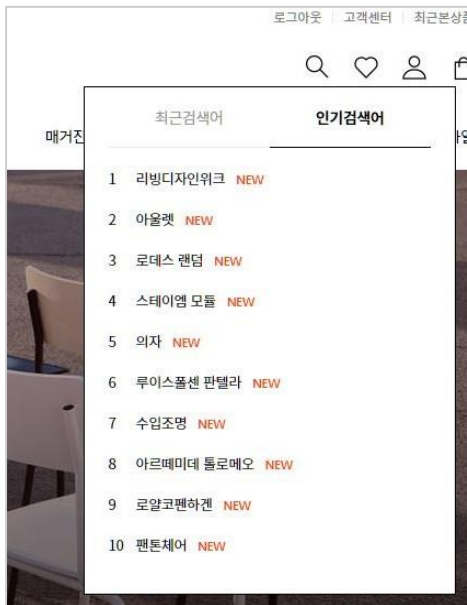 로그아웃 고객센터 최근본상품
매거진
최근검색어 인기검색어
1 리빙디자인위크 NEW
2 아울렛 NEW
3 로데스 랜덤 NEW
4 스테이엠 모듈 NEW
5 의자 NEW
6 루이스폴센 판텔라 NEW
7 수입조명 NEW
8 아르떼미데 톨로메오 NEW
9 로얄코펜하겐 NEW
10 팬톤체어 NEW